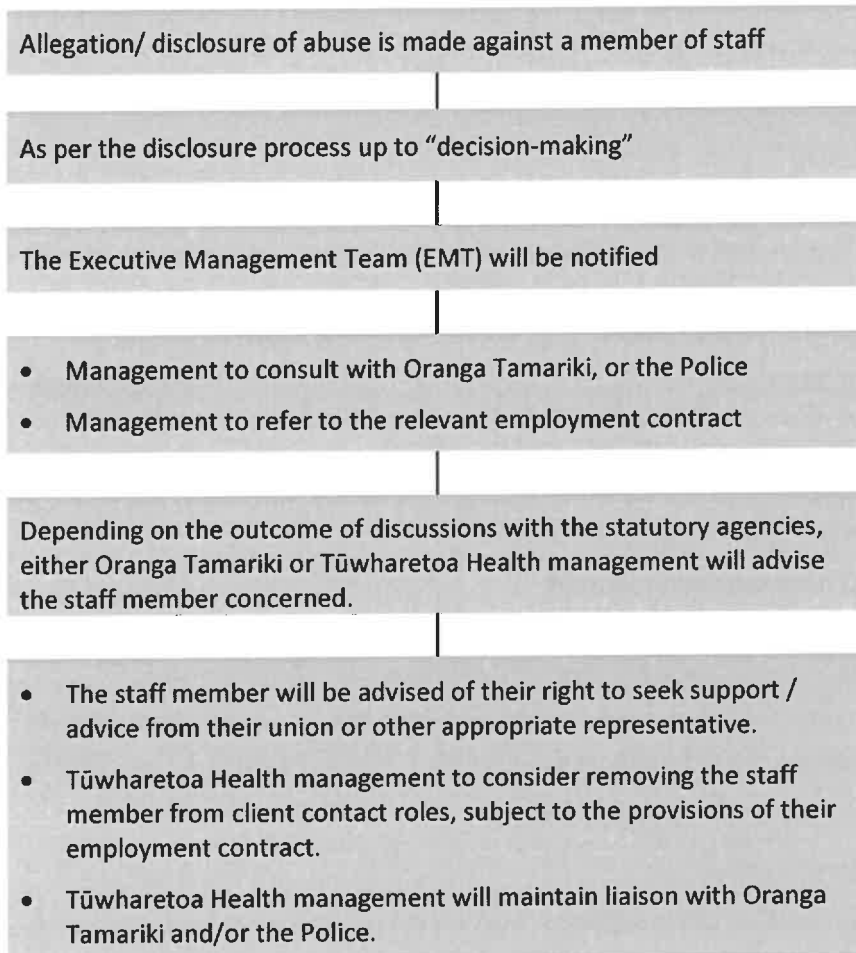 Allegation/ disclosure of abuse is made against a member of staff
As per the disclosure process up to “decision-making”
The Executive Management Team (EMT) will be notified
• Management to consult with Oranga Tamariki, or the Police
• Management to refer to the relevant employment contract
Depending on the outcome of discussions with the statutory agencies,
either Oranga Tamariki or Tūwharetoa Health management will advise
the staff member concerned.
• The staff member will be advised of their right to seek support /
advice from their union or other appropriate representative.
• Tūwharetoa Health management to consider removing the staff
member from client contact roles, subject to the provisions of their
employment contract.
• Tūwharetoa Health management will maintain liaison with Oranga
Tamariki and/or the Police.